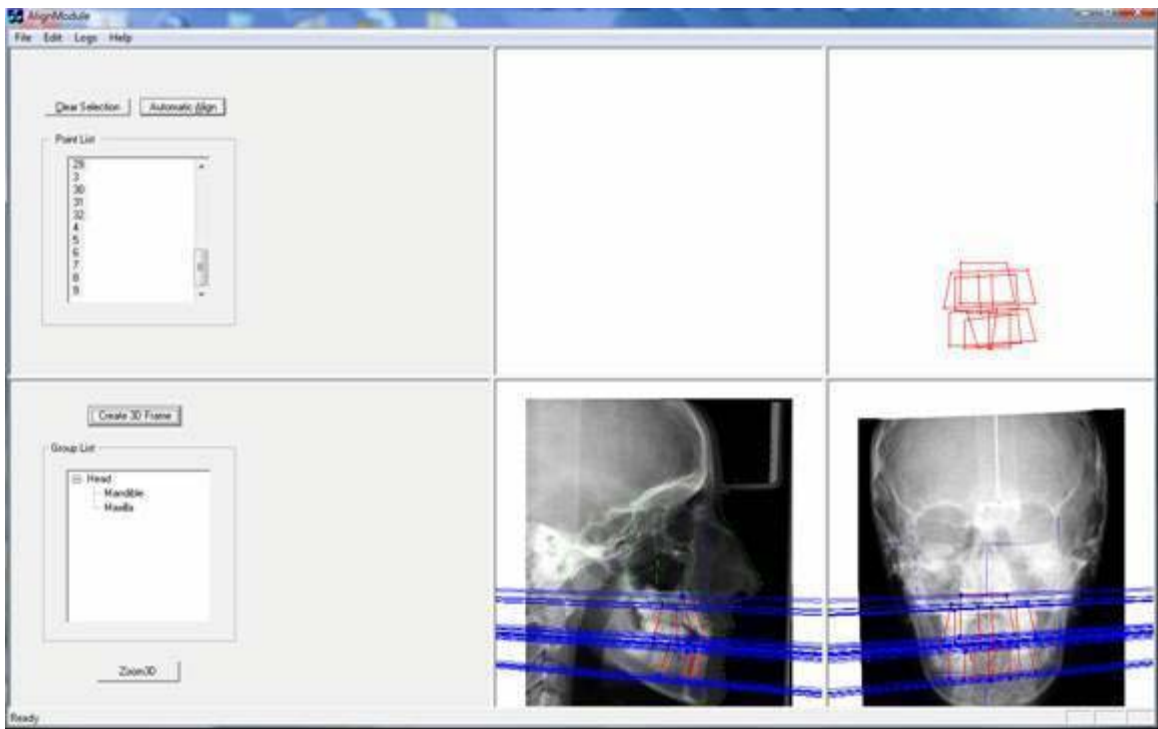 AlignModule
File Edit Logs Help
Clear Selection Automatic Align
Point List
29
3
30
31
32
4
5
6
7
8
9
Create 3D Frame
Group List
Head
Mandible
Maxilla
Zoom3D
Ready